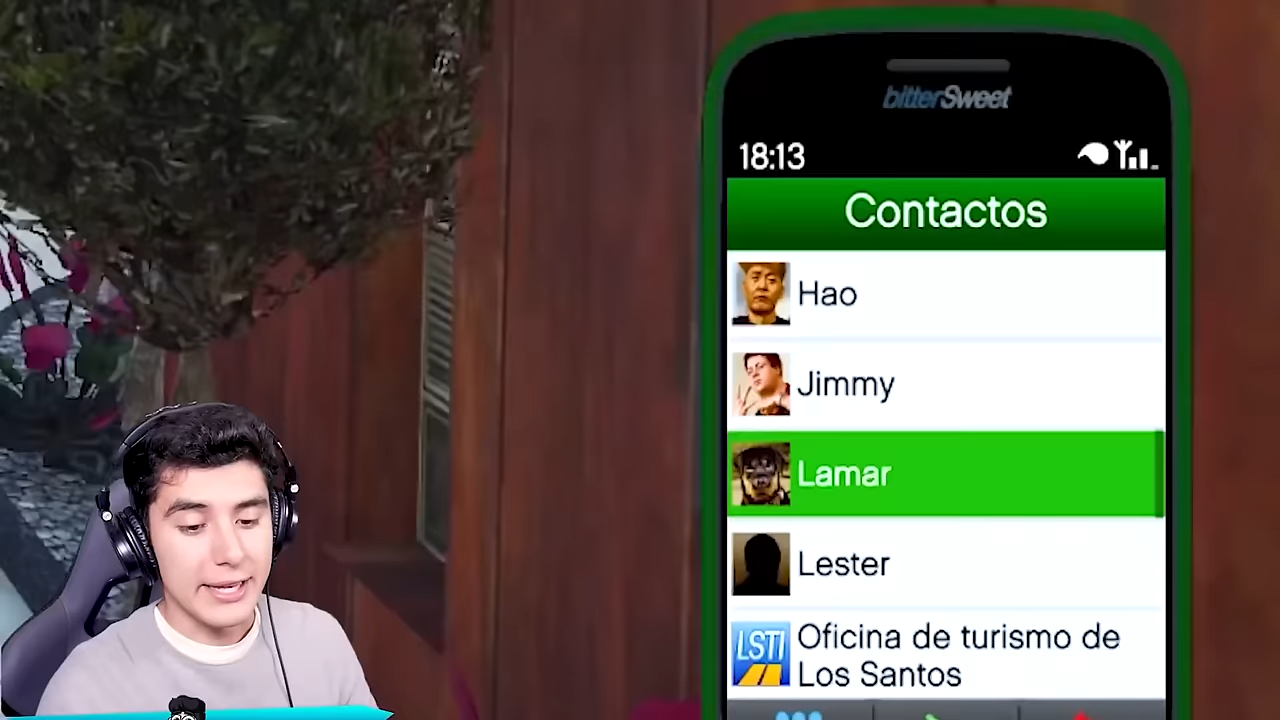 bitterSweet
18:13
Contactos
Hao
Jimmy
Lamar
Lester
LSTI
Oficina de turismo de
Los Santos